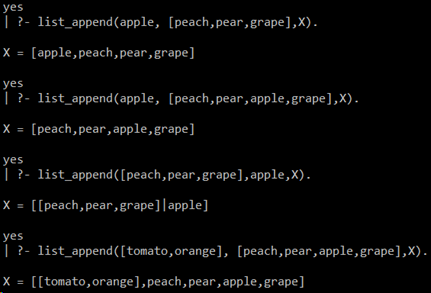 yes
| ?- list_append(apple, [peach,pear,grape],X).
X = [apple,peach,pear,grape]
yes
| ?- list_append(apple, [peach,pear,apple,grape],X).
X = [peach,pear,apple,grape]
yes
| ?- list_append([peach,pear,grape],apple,X).
X = [[peach,pear,grape]|apple]
yes
| ?- list_append([tomato,orange], [peach,pear,apple,grape],X).
X = [[tomato,orange],peach,pear,apple,grape]